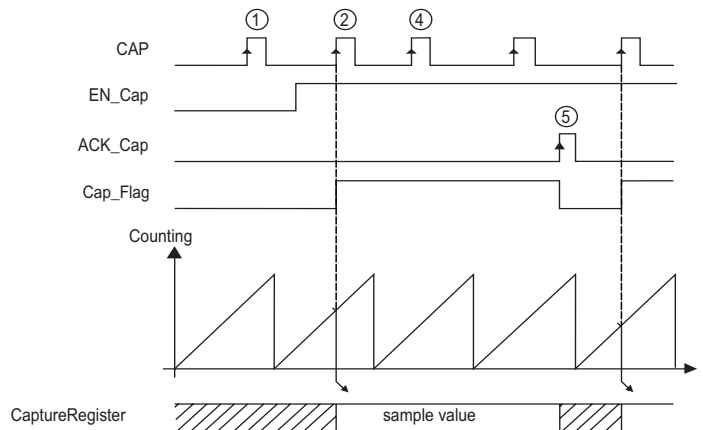 ① ② ④
CAP
EN_Cap
⑤
ACK_Cap
Cap_Flag
Counting
CaptureRegister sample value